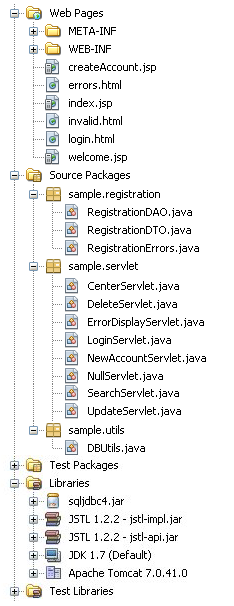 Web Pages
META-INF
WEB-INF
createAccount.jsp
errors.html
index.jsp
invalid.html
login.html
welcome.jsp
Source Packages
sample.registration
RegistrationDAO.java
RegistrationDTO.java
RegistrationErrors.java
sample.servlet
CenterServlet.java
DeleteServlet.java
ErrorDisplayServlet.java
LoginServlet.java
NewAccountServlet.java
NullServlet.java
SearchServlet.java
UpdateServlet.java
sample.utils
DBUtils.java
Test Packages
Libraries
sqljdbc4.jar
JSTL 1.2.2 - jstl-impl.jar
JSTL 1.2.2 - jstl-api.jar
JDK 1.7 (Default)
Apache Tomcat 7.0.41.0
Test Libraries